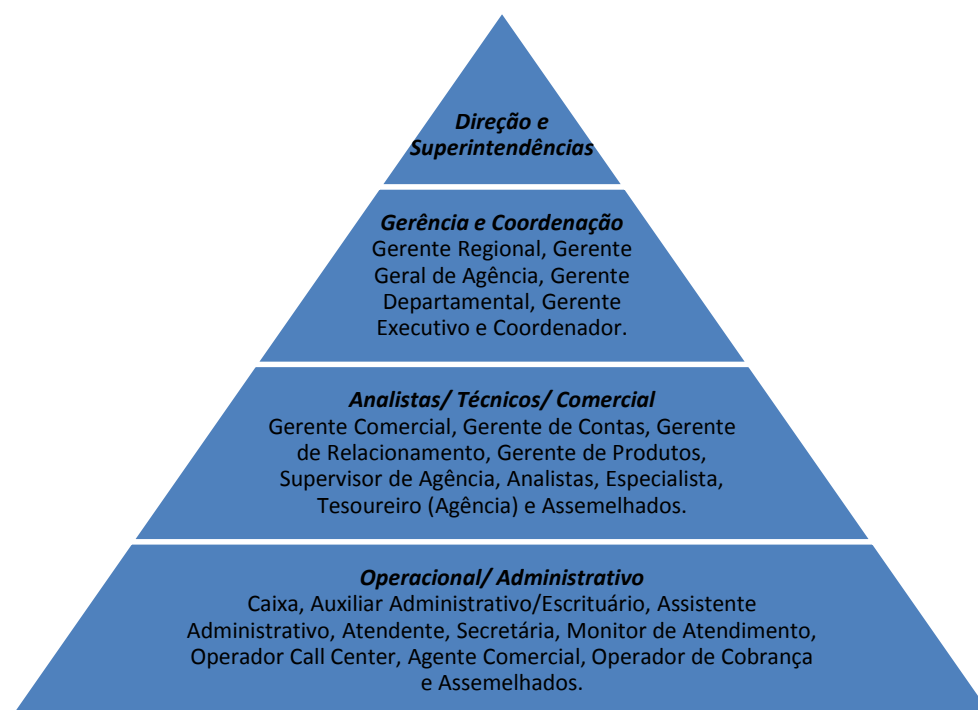 Direção e
Superintendências
Gerência e Coordenação
Gerente Regional, Gerente
Geral de Agência, Gerente
Departamental, Gerente
Executivo e Coordenador.
Analistas/ Técnicos/ Comercial
Gerente Comercial, Gerente de Contas, Gerente
de Relacionamento, Gerente de Produtos,
Supervisor de Agência, Analistas, Especialista,
Tesoureiro (Agência) e Assemelhados.
Operacional/ Administrativo
Caixa, Auxiliar Administrativo/Escrituário, Assistente
Administrativo, Atendente, Secretária, Monitor de Atendimento,
Operador Call Center, Agente Comercial, Operador de Cobrança
e Assemelhados.